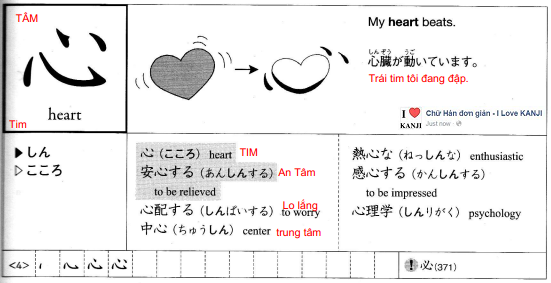 TÂM
心
Tim
heart
My heart beats.
しんぞう うご
心臓が動いています。
Trái tim tôi đang đập.
I ❤ KANJI
Chữ Hán đơn giản - I Love KANJI
Just now
▶しん
▷こころ
心（こころ）heart TIM
安心する（あんしんする） An Tâm
to be relieved
心配する（しんぱいする）to worry Lo lắng
中心（ちゅうしん）center trung tâm
熱心な（ねっしんな）enthusiastic
感心する（かんしんする）
to be impressed
心理学（しんりがく）psychology
<4>
! 必(371)